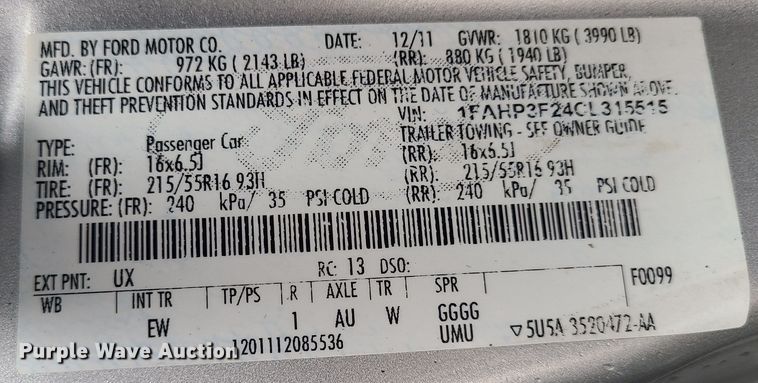 MFD. BY FORD MOTOR CO. DATE: 12/11 GVWR: 1810 KG ( 3990 LB)
GAWR: (FR): 972 KG ( 2143 LB) (RR): 880 KG ( 1940 LB)
THIS VEHICLE CONFORMS TO ALL APPLICABLE FEDERAL MOTOR VEHICLE SAFETY, BUMPER,
AND THEFT PREVENTION STANDARDS IN EFFECT ON THE DATE OF MANUFACTURE SHOWN ABOVE.
VIN: 1FAHP3F24CL315515
TYPE: Passenger Car TRAILER TOWING - SEE OWNER GUIDE
RIM: (FR): 16x6.5J (RR): 16x6.5J
TIRE: (FR): 215/55R16 93H (RR): 215/55R16 93H
PRESSURE: (FR): 240 kPa/ 35 PSI COLD (RR): 240 kPa/ 35 PSI COLD
EXT PNT: UX RC: 13 DSO: F0099
WB INT TR TP/PS R AXLE TR SPR
EW 1 AU W GGGG
UMU ▽5U5A 3520472-AA
1201112085536
Purple Wave Auction